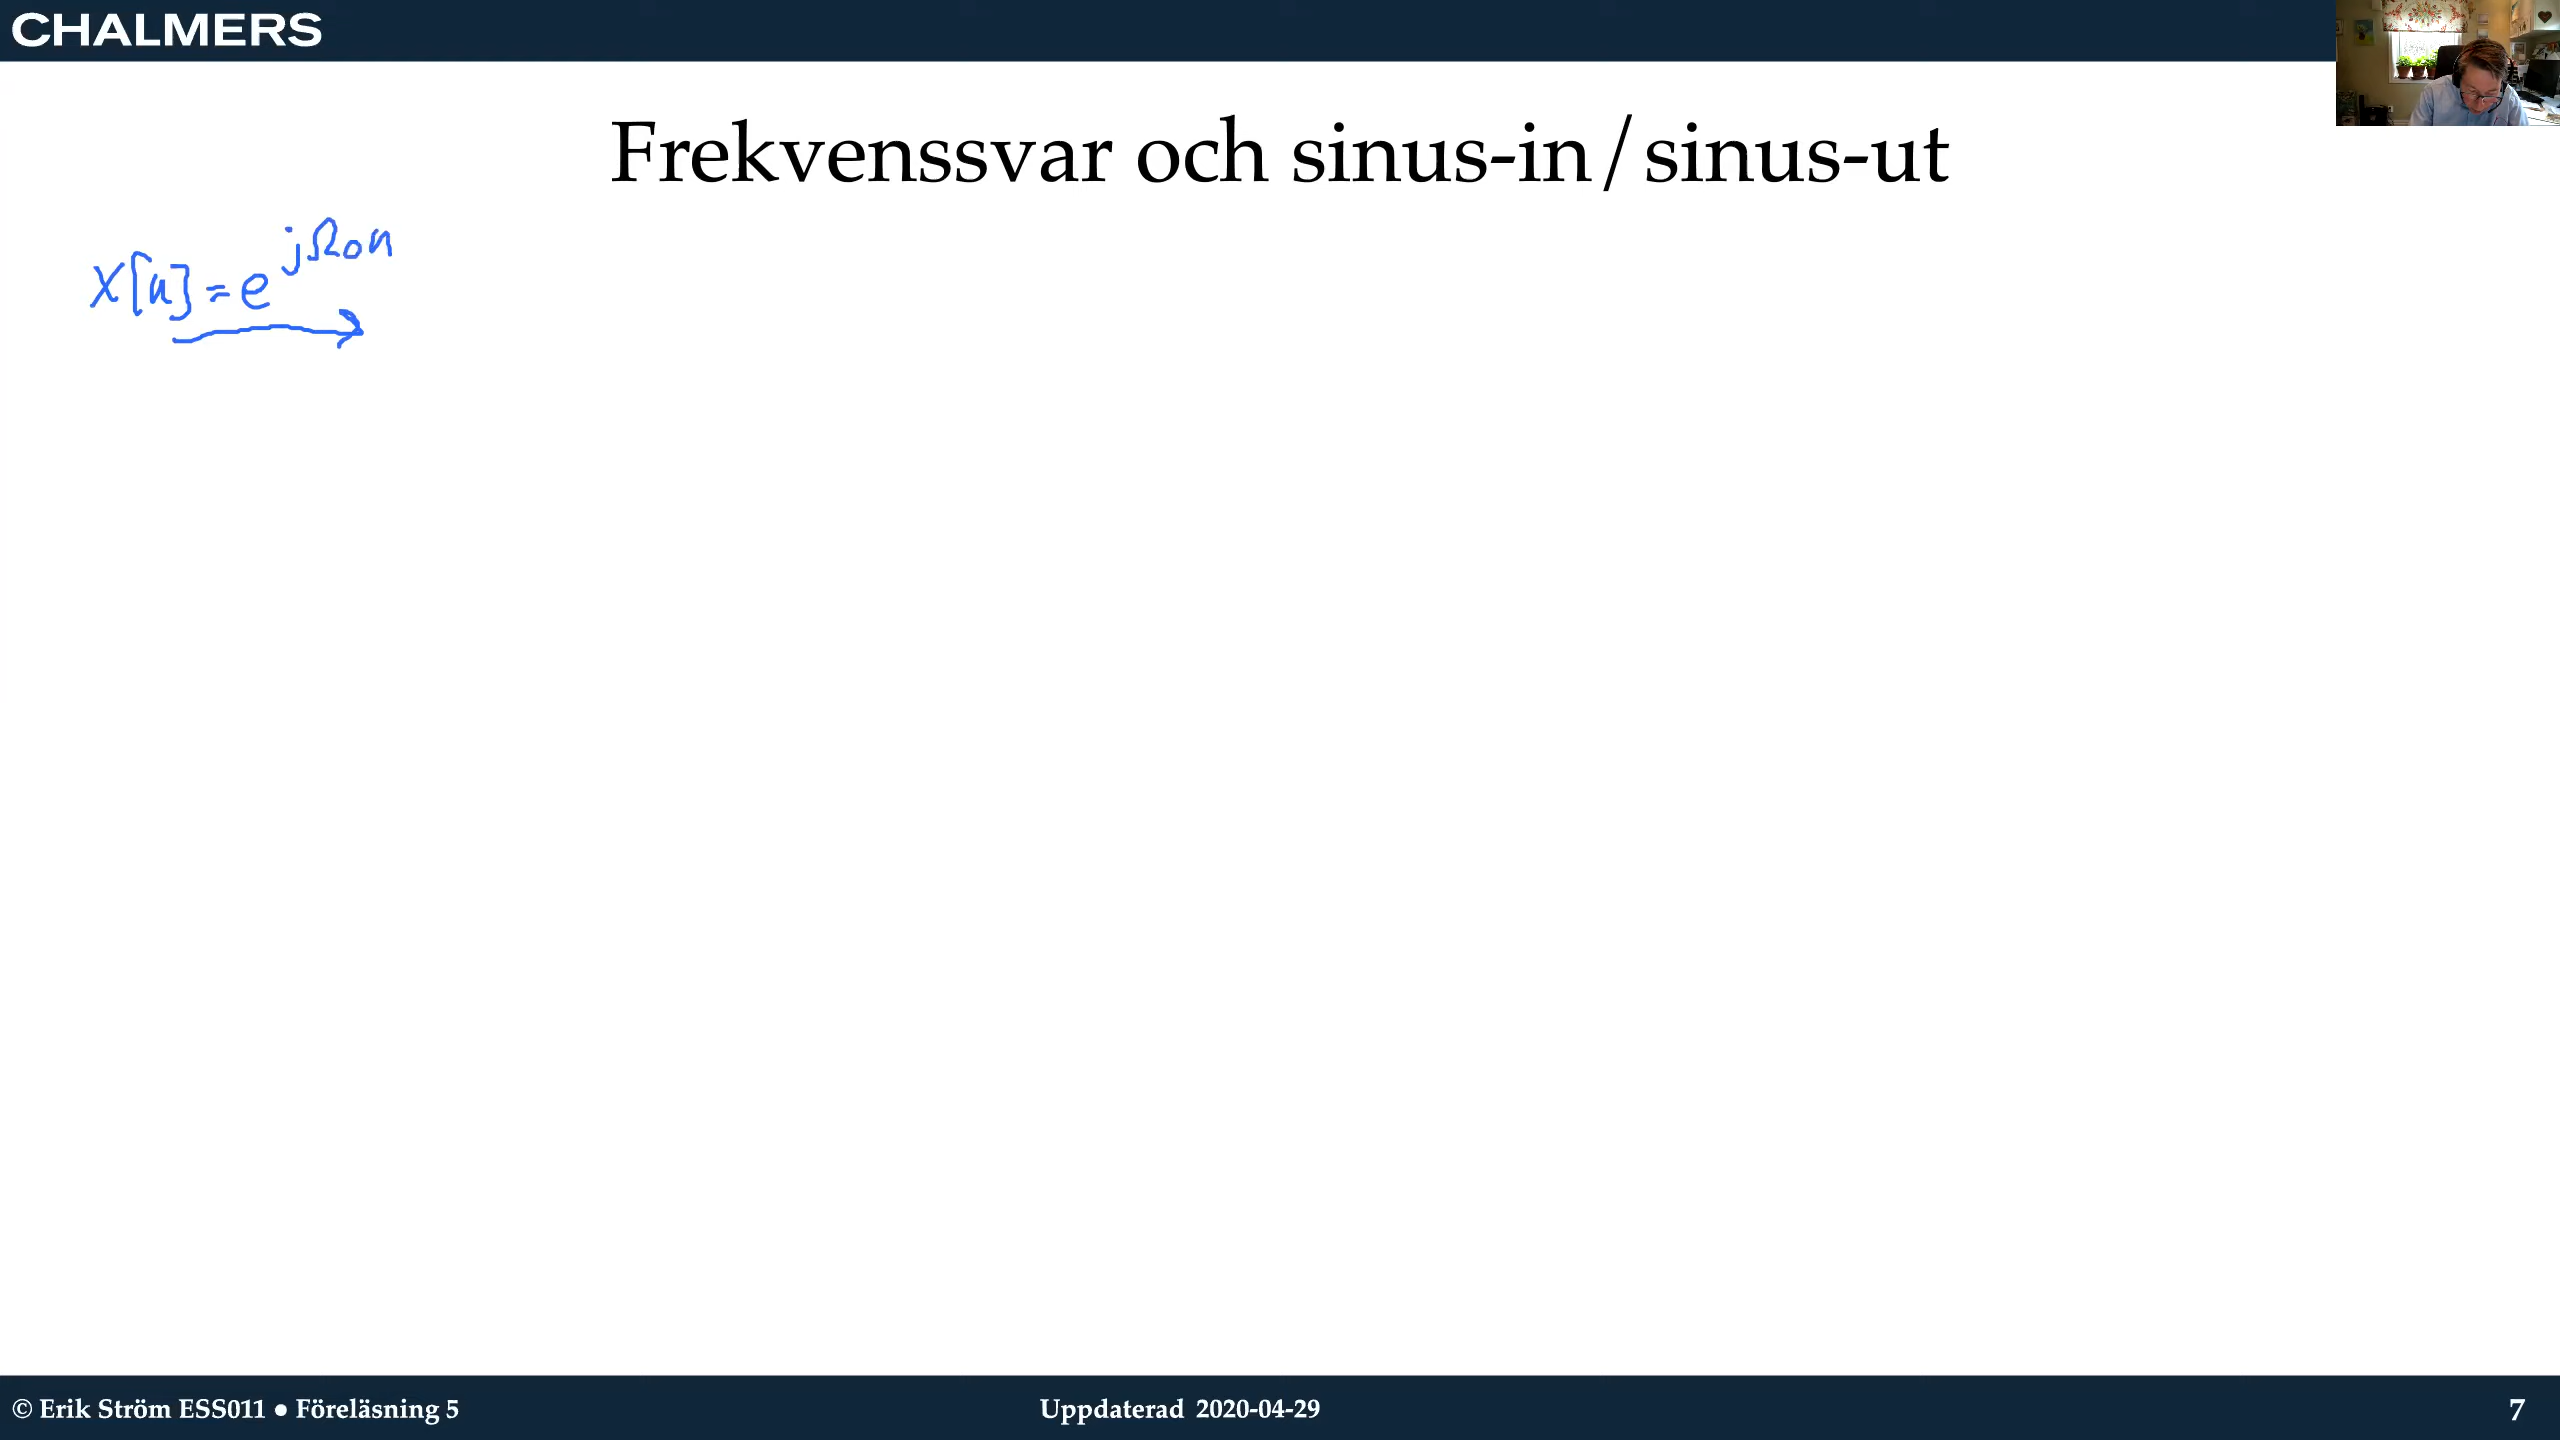 CHALMERS
Frekvenssvar och sinus-in/sinus-ut
x[n] = e^{jΩ₀n}
© Erik Ström ESS011 ● Föreläsning 5
Uppdaterad 2020-04-29
7